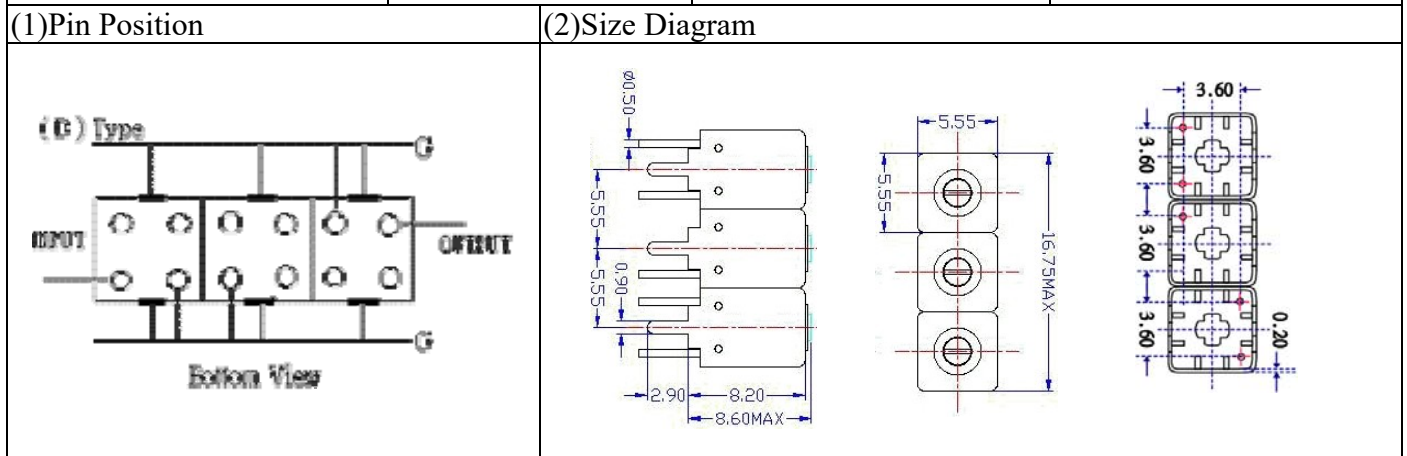 (1)Pin Position
(2)Size Diagram
(D) Type
G
INPUT
OUTPUT
G
Bottom View
ø0.50
5.55
5.55
0.90
2.90
8.20
8.60MAX
5.55
5.55
16.75MAX
3.60
3.60
3.60
3.60
0.20